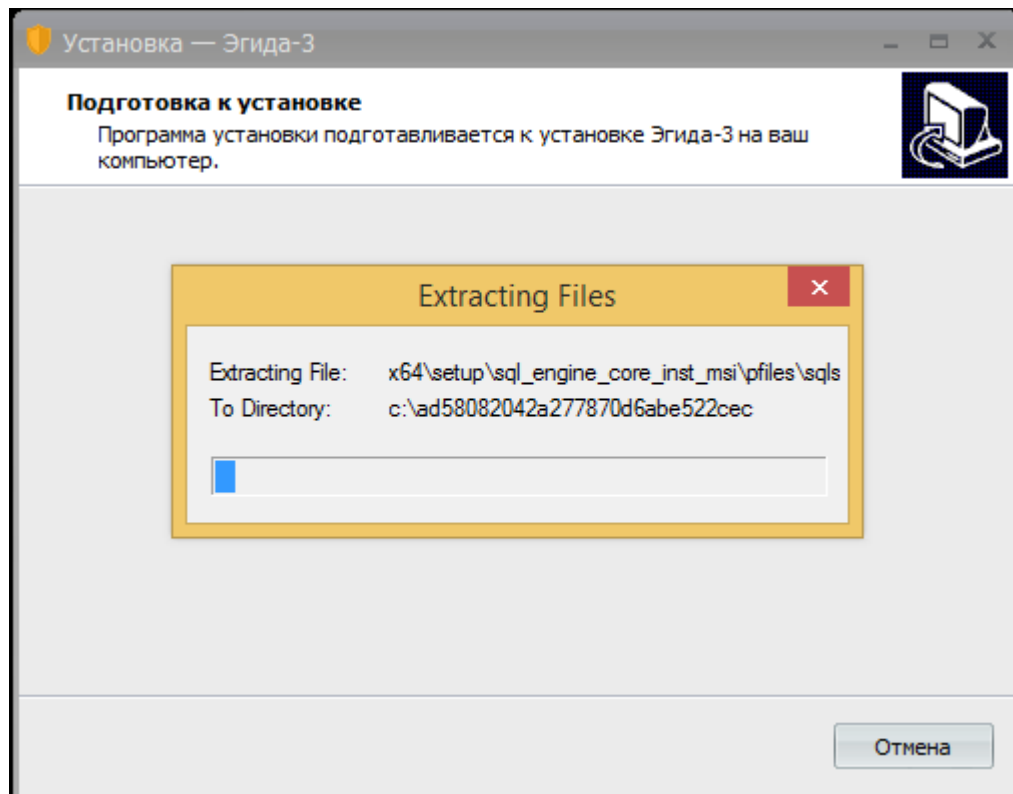 Установка — Эгида-3
Подготовка к установке
Программа установки подготавливается к установке Эгида-3 на ваш
компьютер.
Extracting Files
Extracting File: x64\setup\sql_engine_core_inst_msi\pfiles\sqls
To Directory: c:\ad58082042a277870d6abe522cec
Отмена